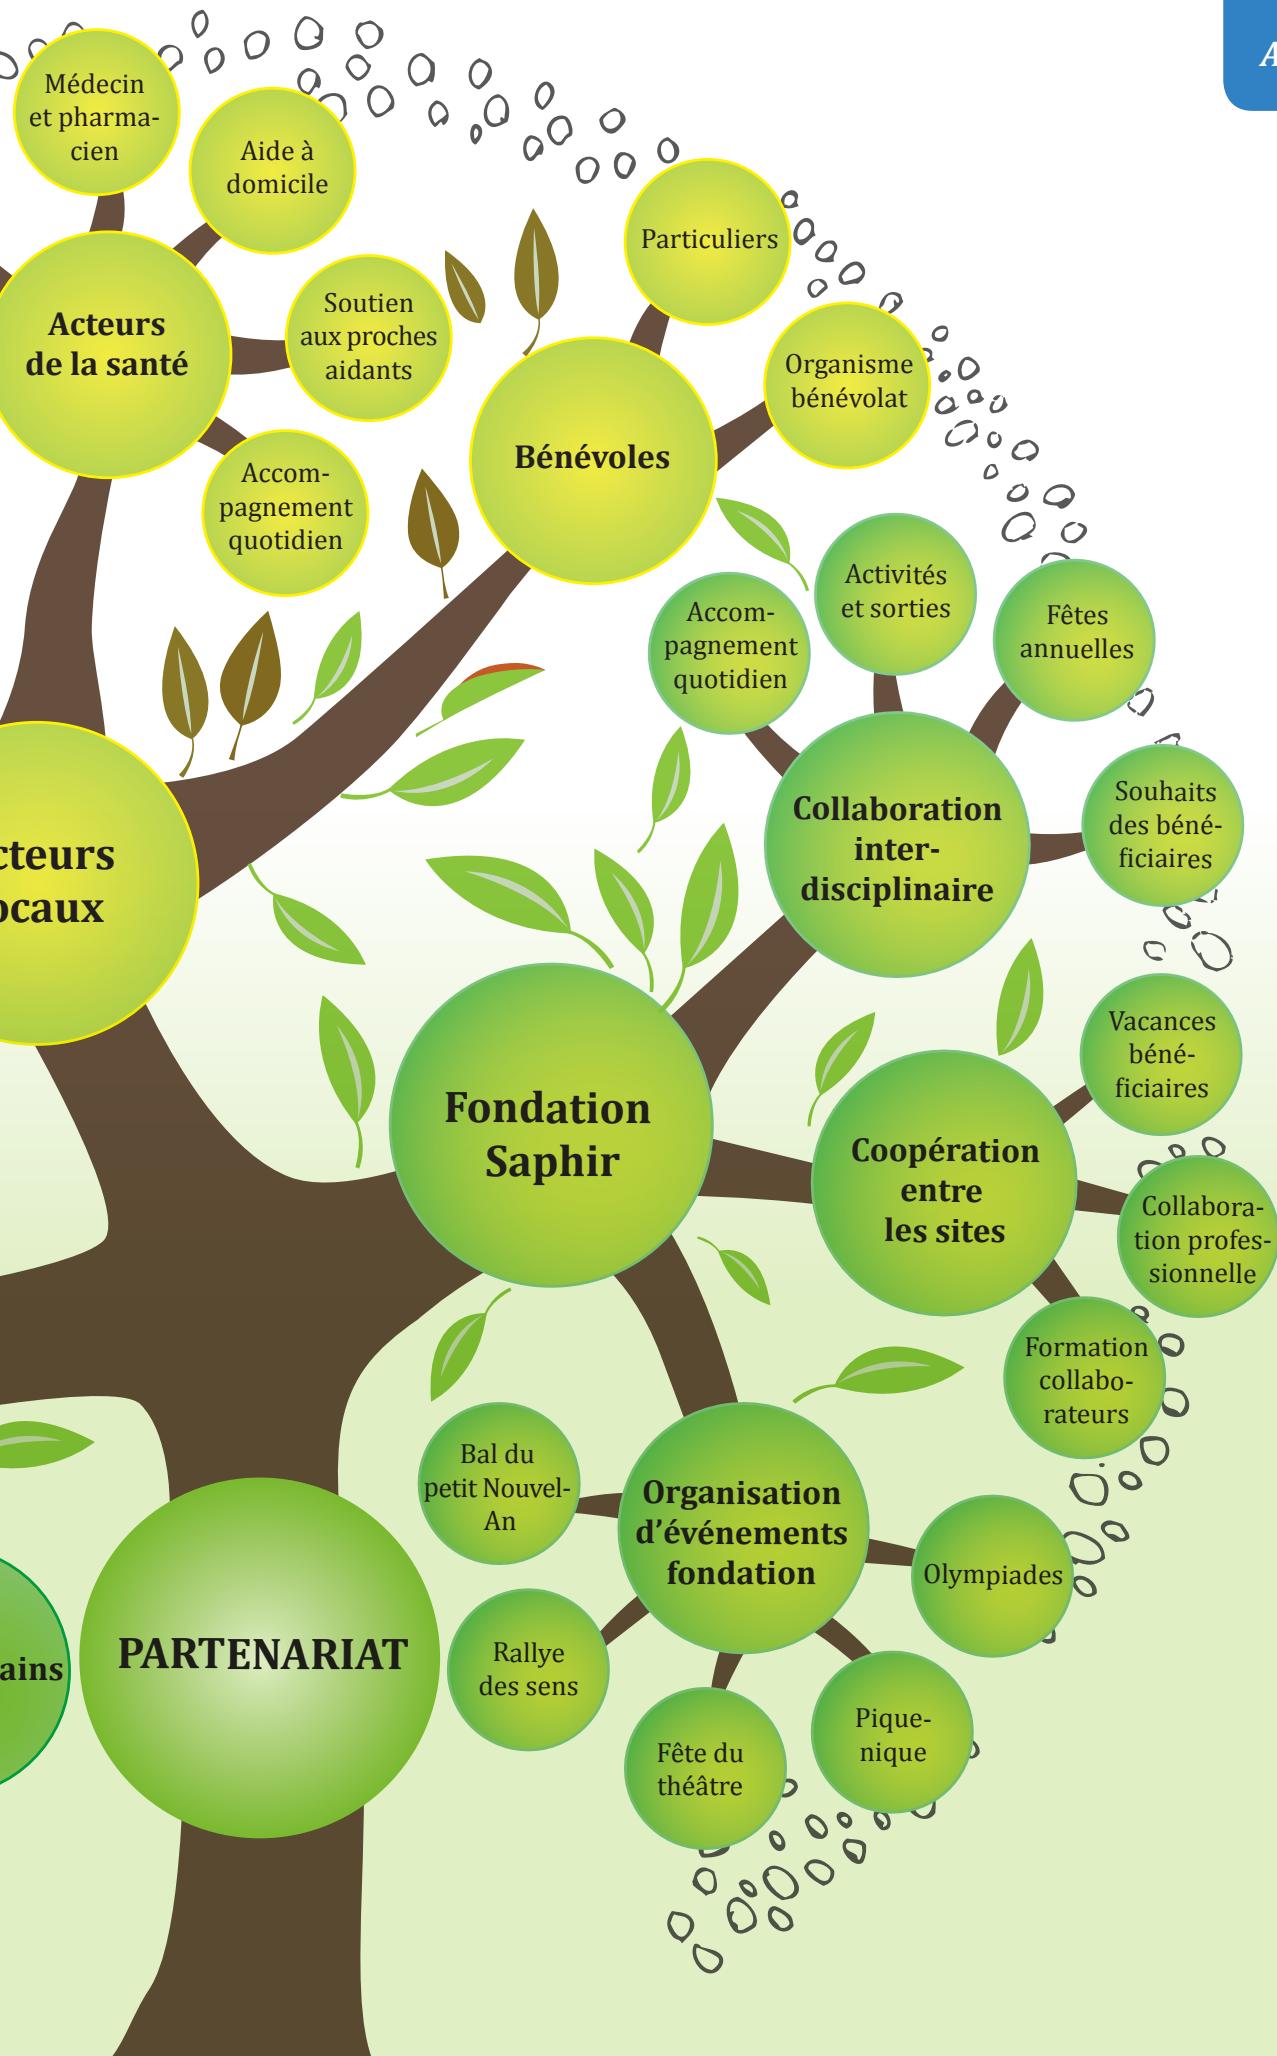 A
Médecin
et pharma-
cien
Aide à
domicile
Acteurs
de la santé
Soutien
aux proches
aidants
Accom-
pagnement
quotidien
Particuliers
Organisme
bénévolat
Bénévoles
cteurs
ocaux
Accom-
pagnement
quotidien
Activités
et sorties
Fêtes
annuelles
Souhaits
des béné-
ficiaires
Collaboration
inter-
disciplinaire
Fondation
Saphir
Vacances
béné-
ficiaires
Coopération
entre
les sites
Collabora-
tion profes-
sionnelle
Formation
collabo-
rateurs
Bal du
petit Nouvel-
An
Organisation
d'événements
fondation
Olympiades
Rallye
des sens
Fête du
théâtre
Pique-
nique
PARTENARIAT
ains